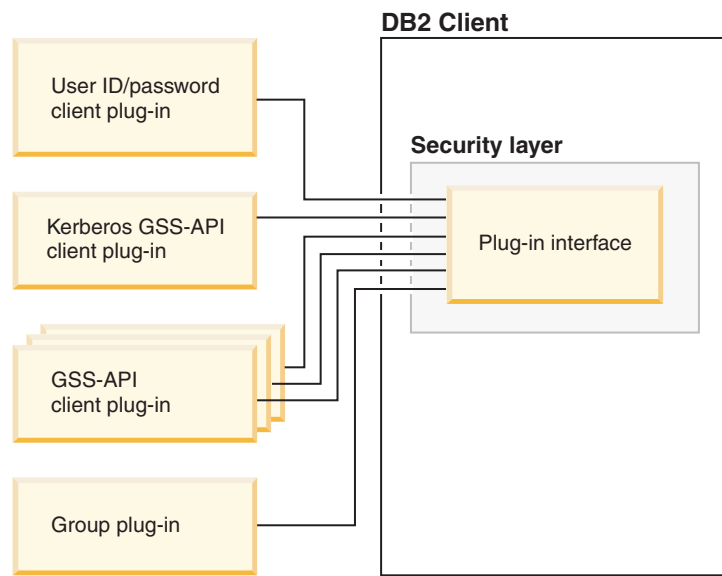 DB2 Client
User ID/password
client plug-in
Security layer
Kerberos GSS-API
client plug-in
Plug-in interface
GSS-API
client plug-in
Group plug-in